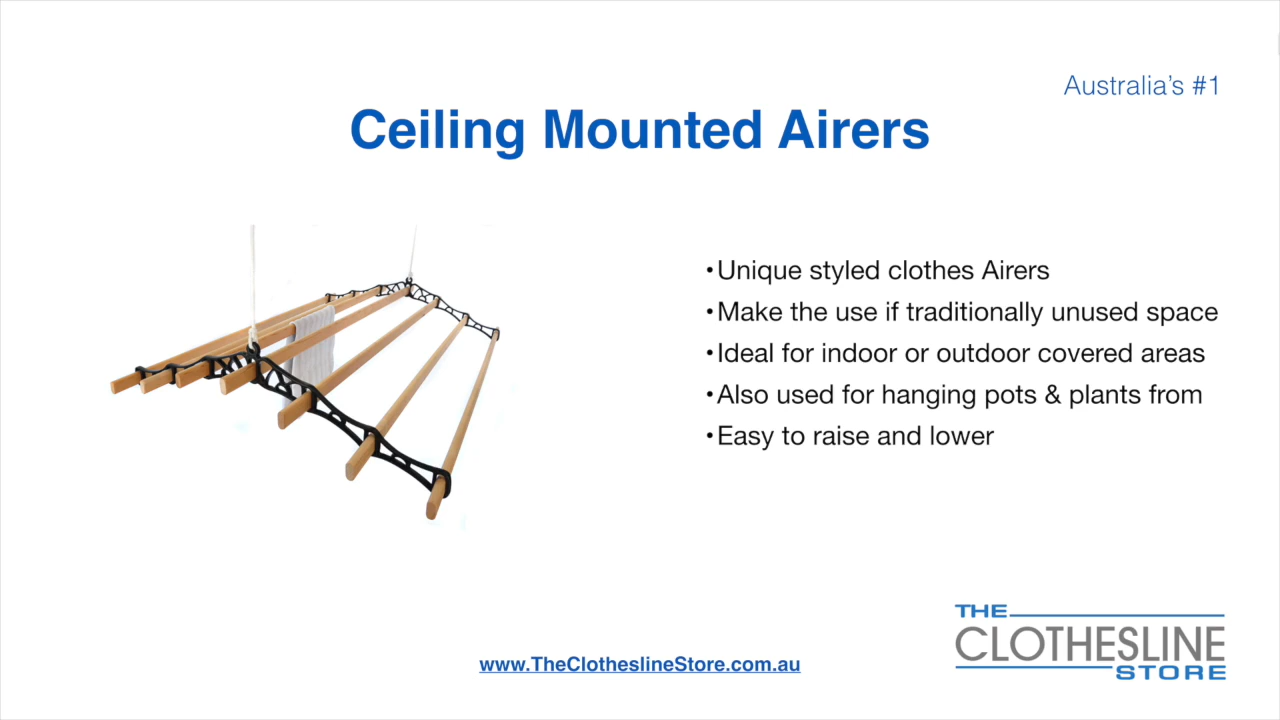 Australia's #1
Ceiling Mounted Airers
•Unique styled clothes Airers
•Make the use if traditionally unused space
•Ideal for indoor or outdoor covered areas
•Also used for hanging pots & plants from
•Easy to raise and lower
www.TheClotheslineStore.com.au
THE
CLOTHESLINE
STORE